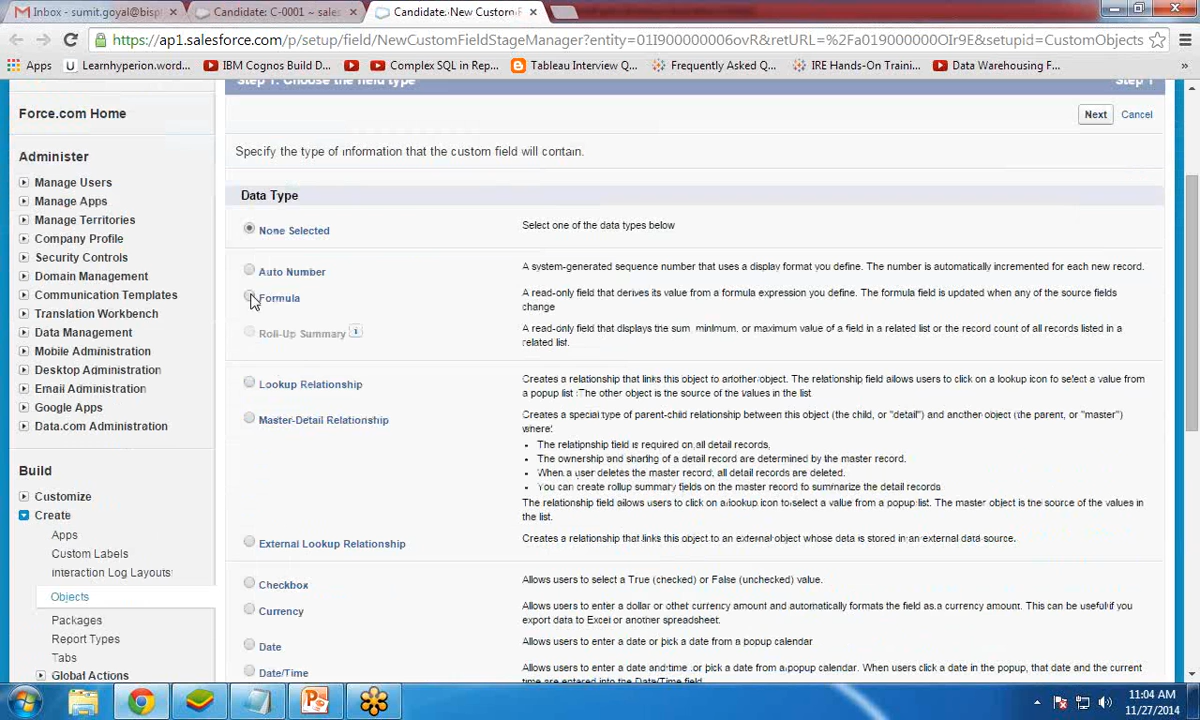 Inbox - sumit.goyal@bisp
Candidate: C-0001 ~ sales
Candidate: New Custom F
https://ap1.salesforce.com/p/setup/field/NewCustomFieldStageManager?entity=01I900000006ovR&retURL=%2Fa019000000OIr9E&setupid=CustomObjects
Apps
Learnhyperion.word...
IBM Cognos Build D...
Complex SQL in Rep...
Tableau Interview Q...
Frequently Asked Q...
IRE Hands-On Traini...
Data Warehousing F...
»
Step 1. Choose the field type
Step 1
Next
Cancel
Specify the type of information that the custom field will contain.
Data Type
None Selected
Select one of the data types below
Auto Number
A system-generated sequence number that uses a display format you define. The number is automatically incremented for each new record.
Formula
A read-only field that derives its value from a formula expression you define. The formula field is updated when any of the source fields
change
Roll-Up Summary
A read-only field that displays the sum, minimum, or maximum value of a field in a related list or the record count of all records listed in a
related list.
Lookup Relationship
Creates a relationship that links this object to another object. The relationship field allows users to click on a lookup icon to select a value from
a popup list. The other object is the source of the values in the list
Master-Detail Relationship
Creates a special type of parent-child relationship between this object (the child, or "detail") and another object (the parent, or "master")
where:
• The relationship field is required on all detail records.
• The ownership and sharing of a detail record are determined by the master record.
• When a user deletes the master record, all detail records are deleted.
• You can create rollup summary fields on the master record to summarize the detail records
The relationship field allows users to click on a lookup icon to select a value from a popup list. The master object is the source of the values in
the list.
External Lookup Relationship
Creates a relationship that links this object to an external object whose data is stored in an external data source.
Checkbox
Allows users to select a True (checked) or False (unchecked) value.
Currency
Allows users to enter a dollar or other currency amount and automatically formats the field as a currency amount. This can be useful if you
export data to Excel or another spreadsheet.
Date
Allows users to enter a date or pick a date from a popup calendar
Date/Time
Allows users to enter a date and time, or pick a date from a popup calendar. When users click a date in the popup, that date and the current
time are entered into the Date/Time field.
Force.com Home
Administer
Manage Users
Manage Apps
Manage Territories
Company Profile
Security Controls
Domain Management
Communication Templates
Translation Workbench
Data Management
Mobile Administration
Desktop Administration
Email Administration
Google Apps
Data.com Administration
Build
Customize
Create
Apps
Custom Labels
Interaction Log Layouts
Objects
Packages
Report Types
Tabs
Global Actions
11:04 AM
11/27/2014